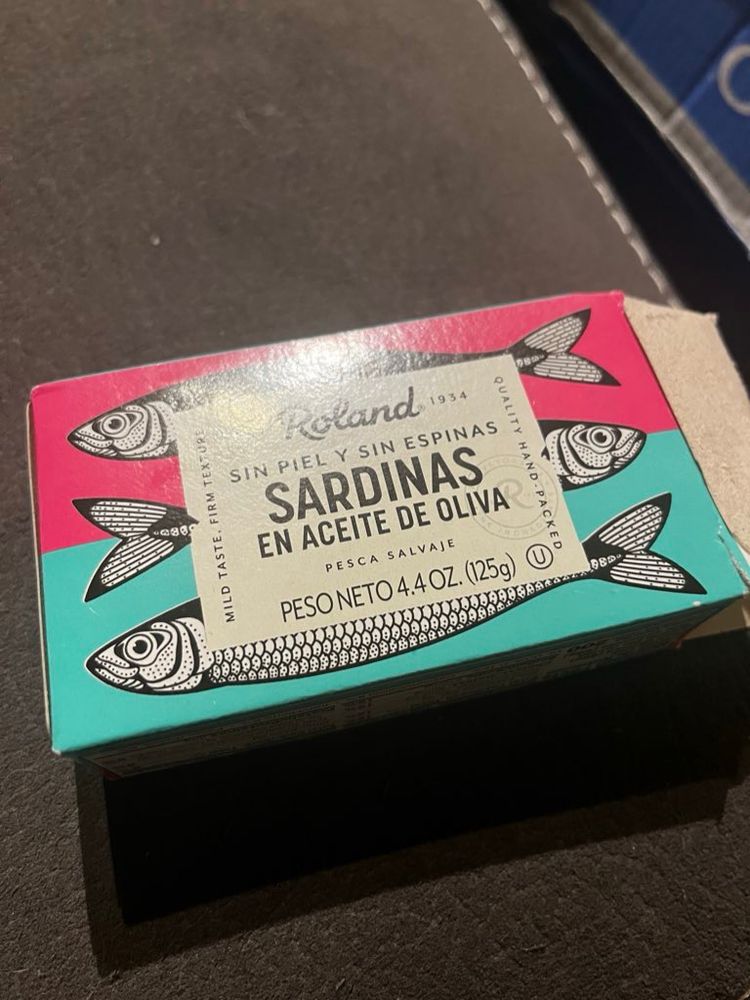 Roland 1934
SIN PIEL Y SIN ESPINAS
SARDINAS
EN ACEITE DE OLIVA
PESCA SALVAJE
PESO NETO 4.4 OZ. (125g)
U
MILD TASTE, FIRM TEXTURE
QUALITY HAND-PACKED
R